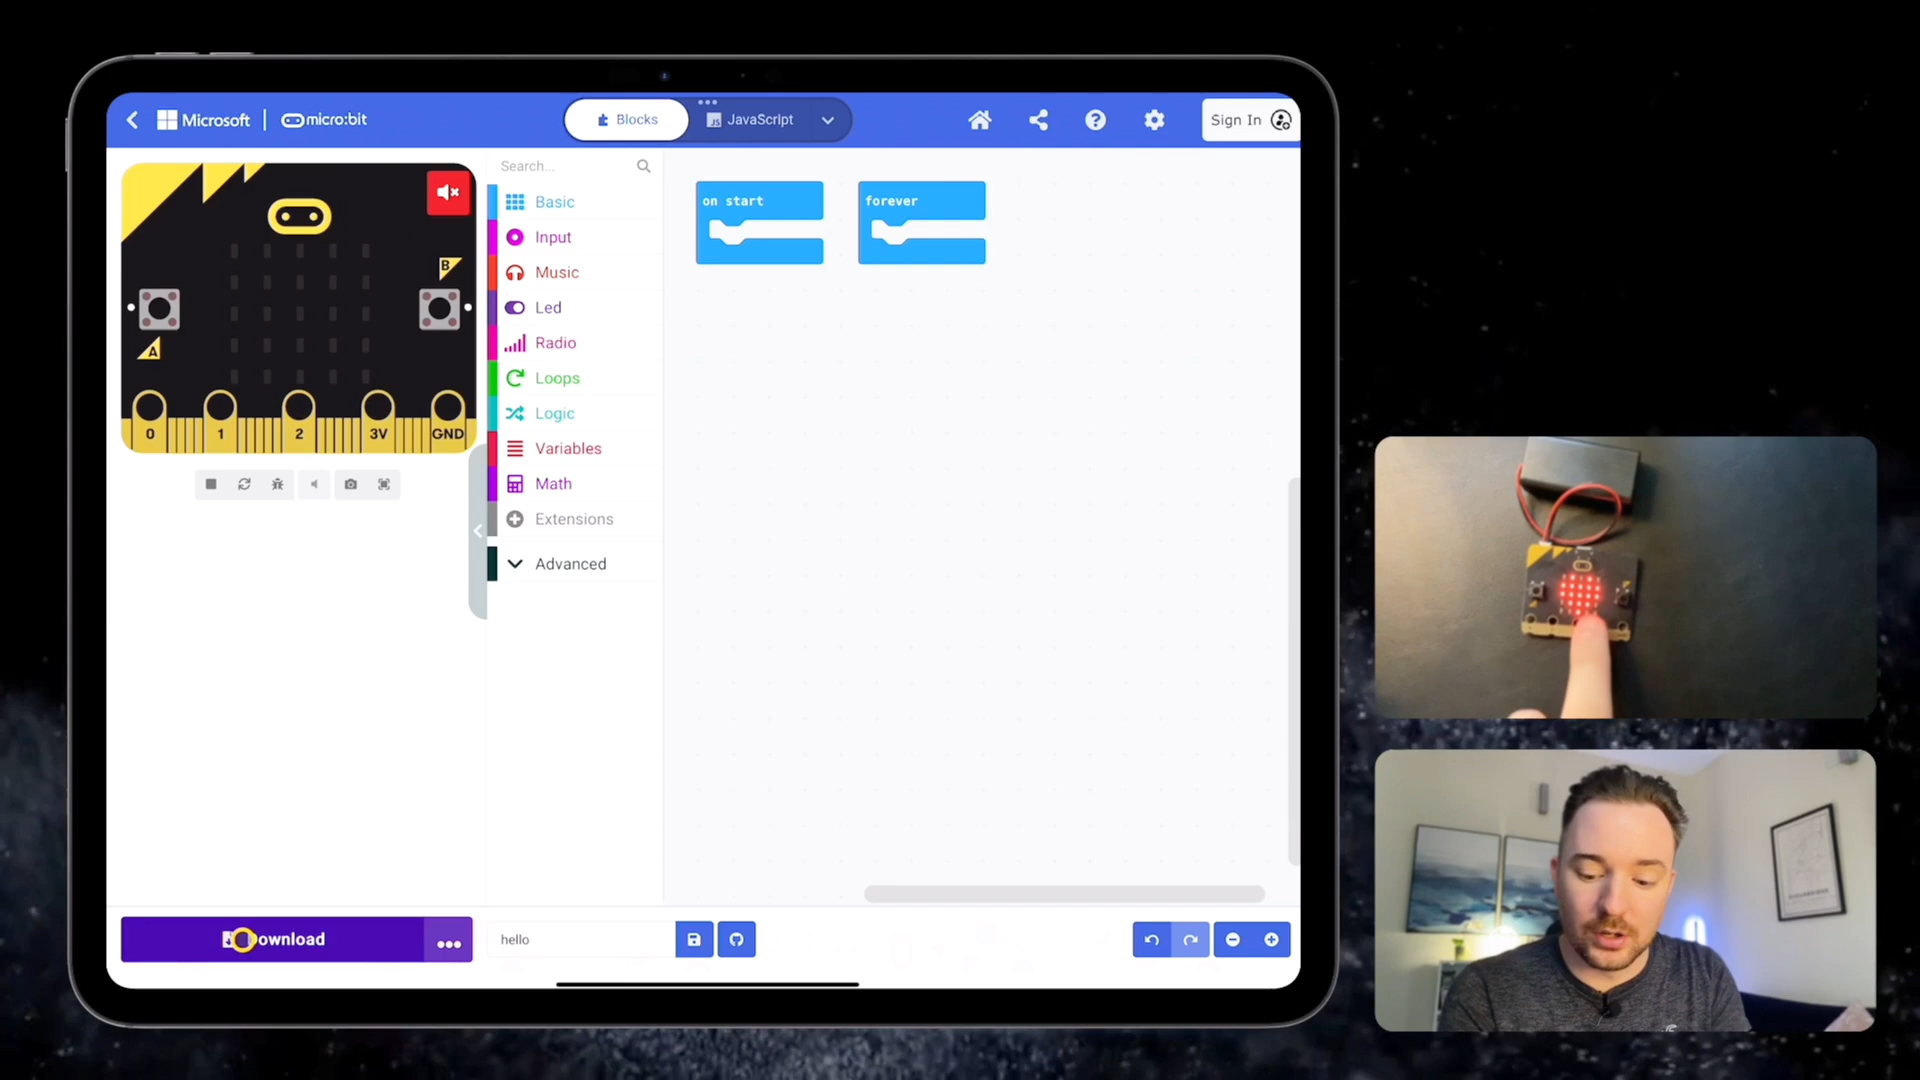 Microsoft | micro:bit
Blocks
JavaScript
Sign In
B
A
0 1 2 3V GND
Search...
Basic
Input
Music
Led
Radio
Loops
Logic
Variables
Math
Extensions
Advanced
on start
forever
Download
hello